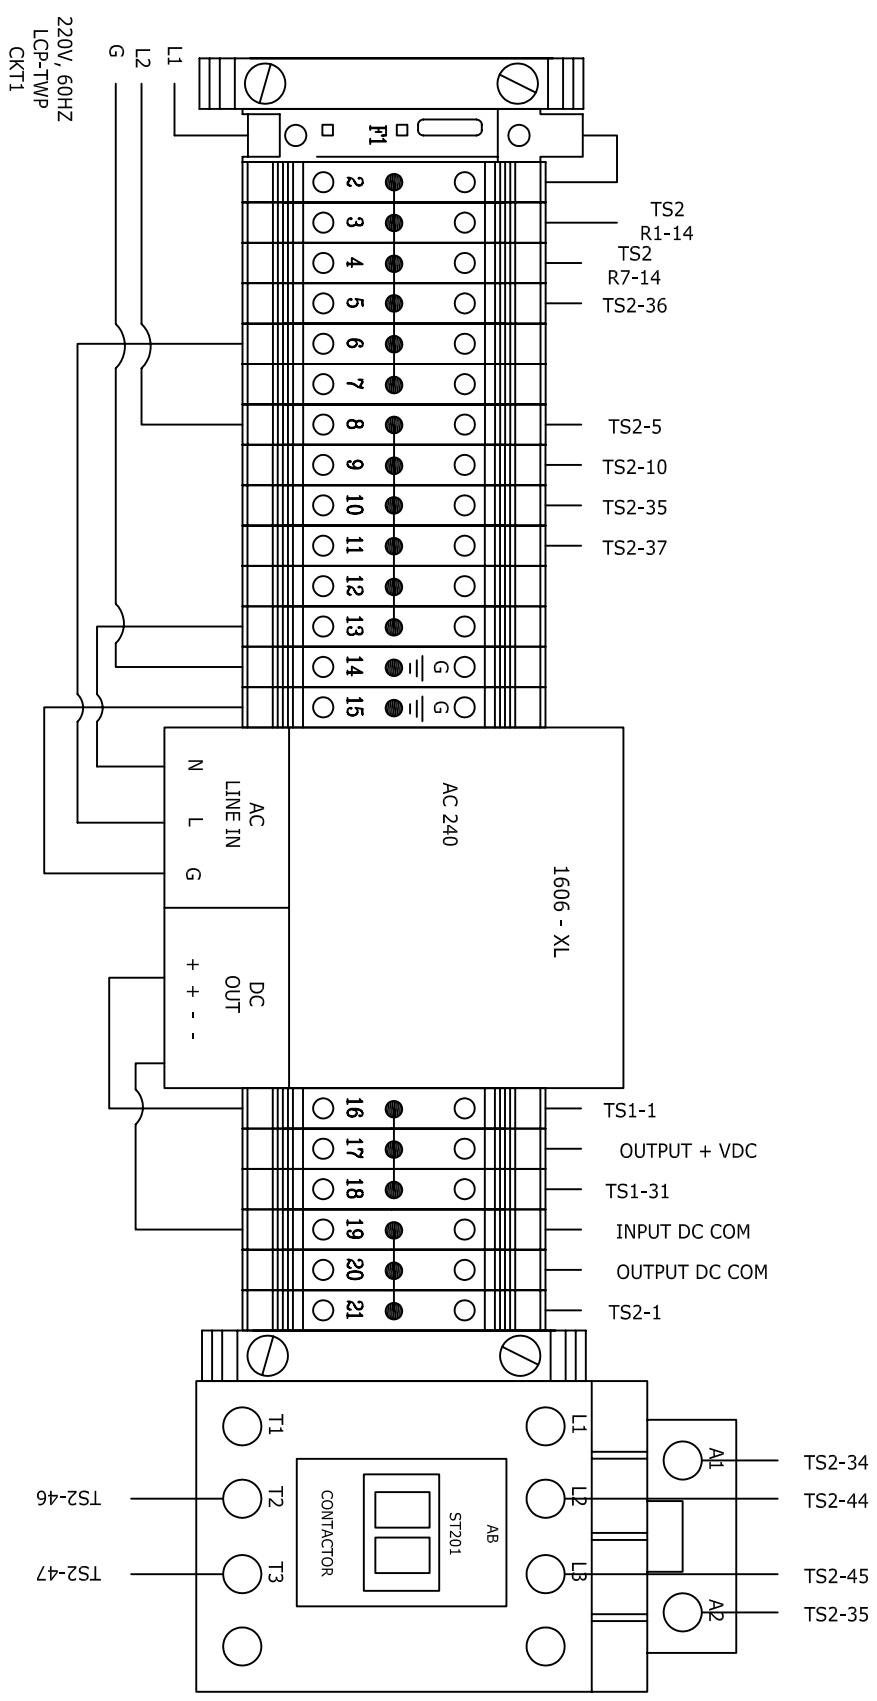 220V, 60HZ
LCP-TWP
CKT1
G
L2
L1
F1
2
3
TS2
R1-14
4
TS2
R7-14
5
TS2-36
6
7
8
TS2-5
9
TS2-10
10
TS2-35
11
TS2-37
12
13
14
G
15
G
N
L
G
AC
LINE IN
AC 240
1606 - XL
+ + - -
DC
OUT
16
TS1-1
17
OUTPUT + VDC
18
TS1-31
19
INPUT DC COM
20
OUTPUT DC COM
21
TS2-1
T1
L1
A1
TS2-34
TS2-46
T2
L2
TS2-44
CONTACTOR
ST201
AB
TS2-47
T3
L3
TS2-45
A2
TS2-35